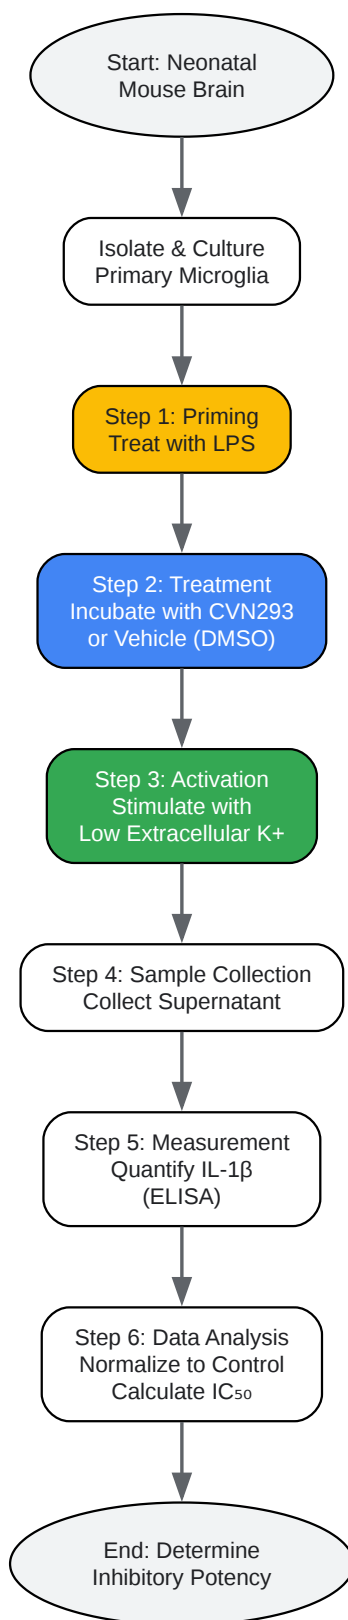 Start: Neonatal
Mouse Brain
Isolate & Culture
Primary Microglia
Step 1: Priming
Treat with LPS
Step 2: Treatment
Incubate with CVN293
or Vehicle (DMSO)
Step 3: Activation
Stimulate with
Low Extracellular K+
Step 4: Sample Collection
Collect Supernatant
Step 5: Measurement
Quantify IL-1β
(ELISA)
Step 6: Data Analysis
Normalize to Control
Calculate IC₅₀
End: Determine
Inhibitory Potency